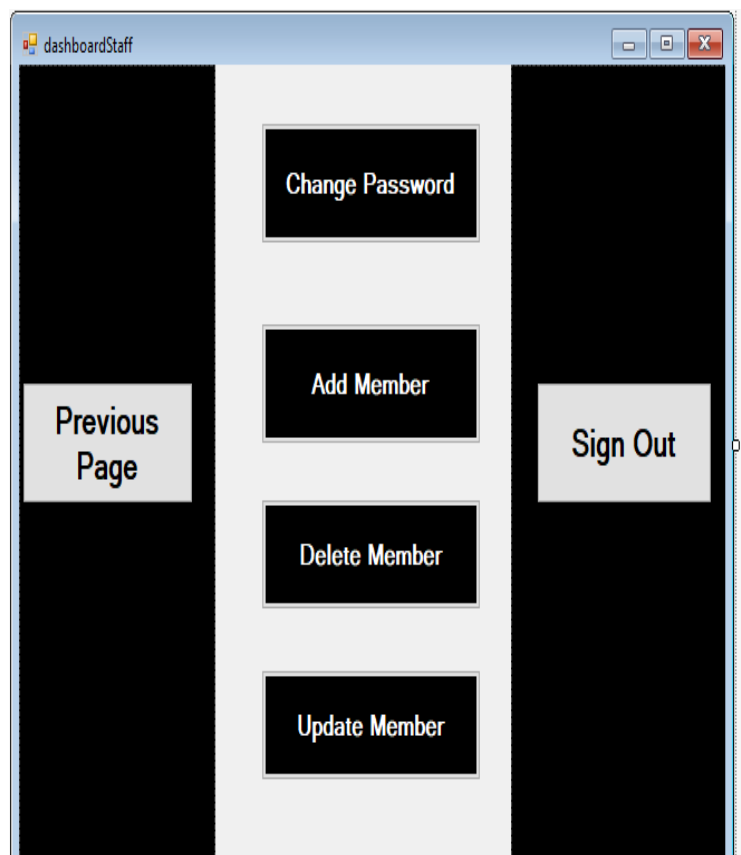 dashboardStaff
Change Password
Add Member
Previous
Page
Sign Out
Delete Member
Update Member